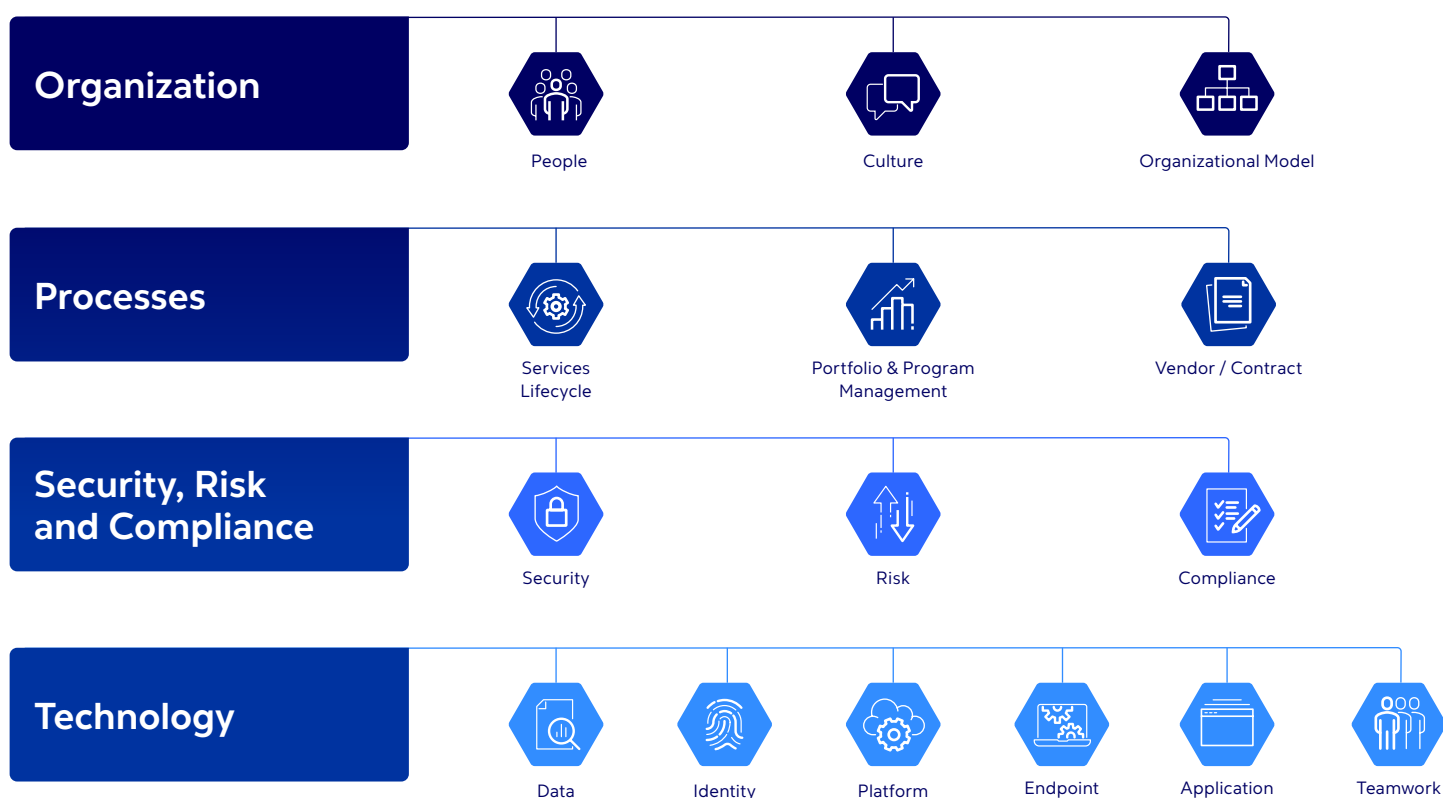 Organization
People
Culture
Organizational Model
Processes
Services
Lifecycle
Portfolio & Program
Management
Vendor / Contract
Security, Risk
and Compliance
Security
Risk
Compliance
Technology
Data
Identity
Platform
Endpoint
Application
Teamwork